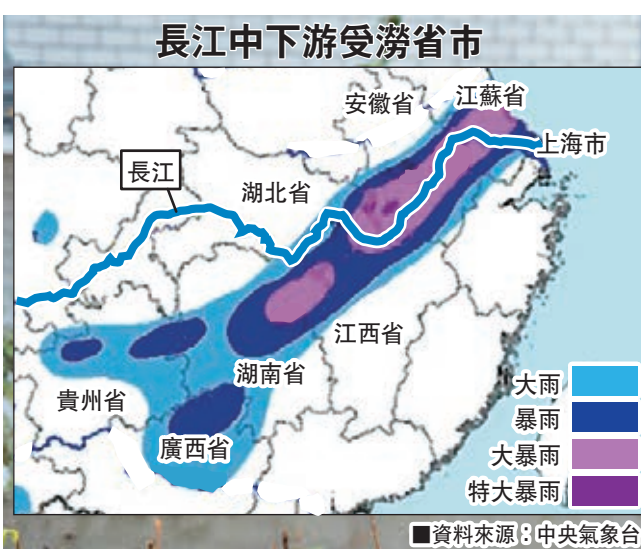 長江中下游受澇省市
安徽省
江蘇省
上海市
長江
湖北省
江西省
湖南省
貴州省
廣西省
大雨
暴雨
大暴雨
特大暴雨
■資料來源：中央氣象台